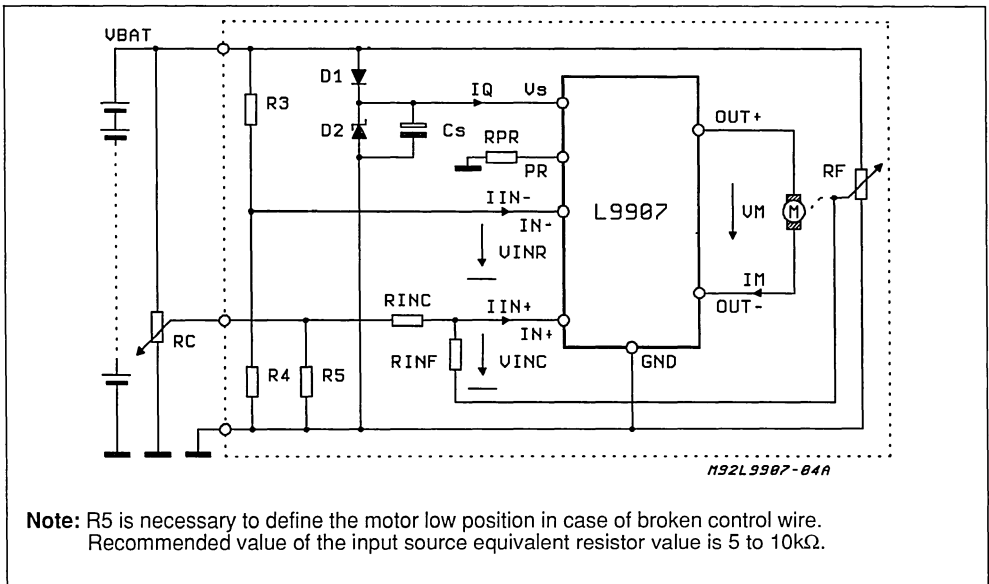 VBAT
D1
IQ
Vs
R3
OUT+
D2
Cs
RPR
PR
RF
IIN-
L9907
VM
M
IN-
VINR
RINC
IIN+
IM
OUT-
IN+
RC
RINF
VINC
GND
R4
R5
M92L9907-04A
Note: R5 is necessary to define the motor low position in case of broken control wire.
Recommended value of the input source equivalent resistor value is 5 to 10kΩ.